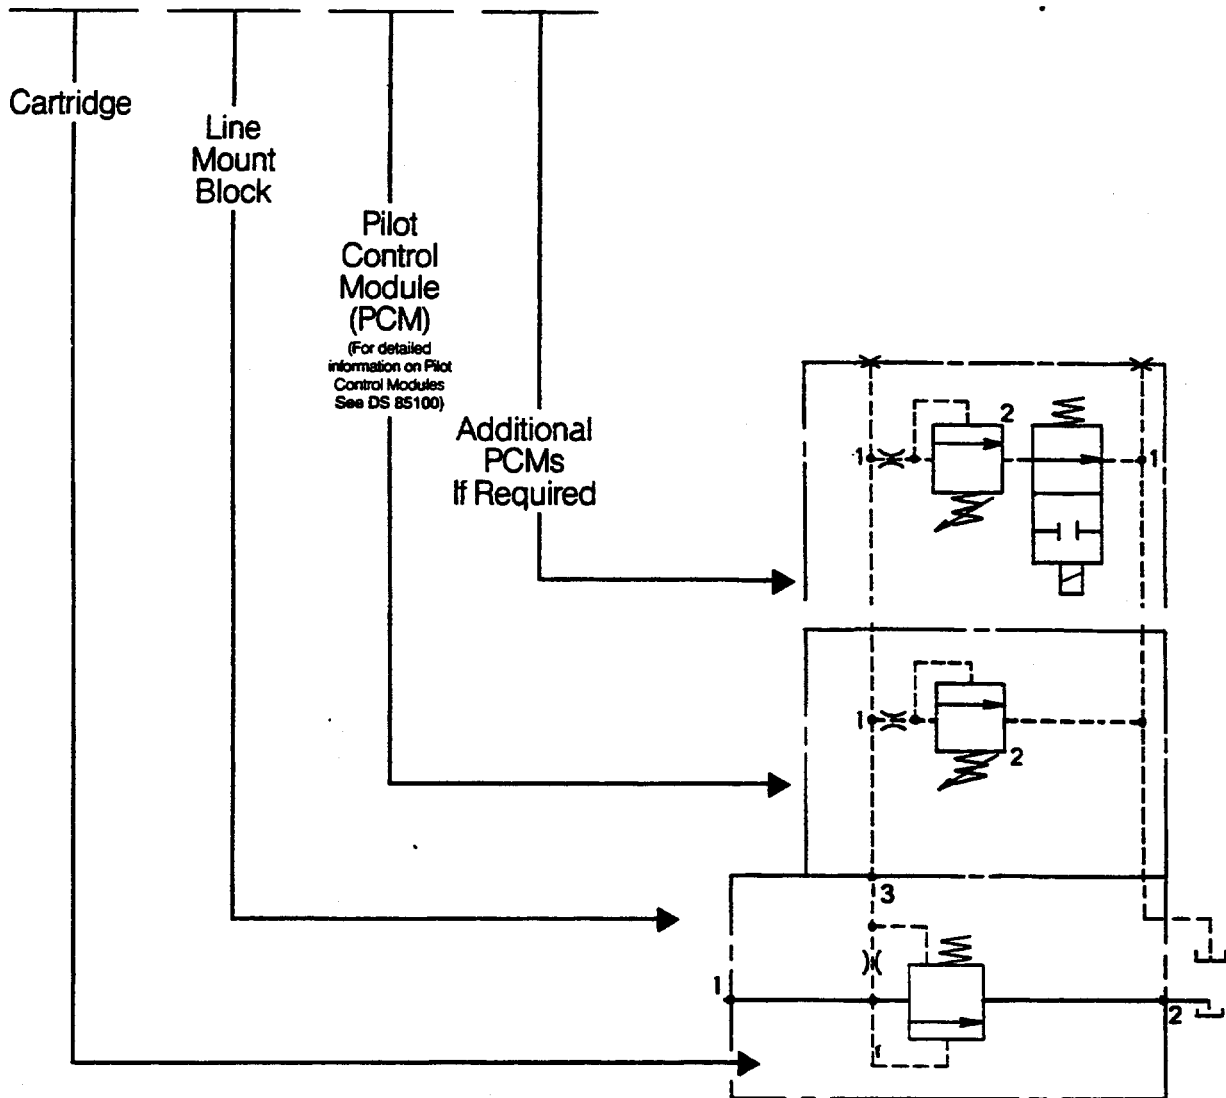 Cartridge
Line
Mount
Block
Pilot
Control
Module
(PCM)
(For detailed
information on Pilot
Control Modules
See DS 85100)
Additional
PCMs
If Required
2
1
1
1
2
3
1
2